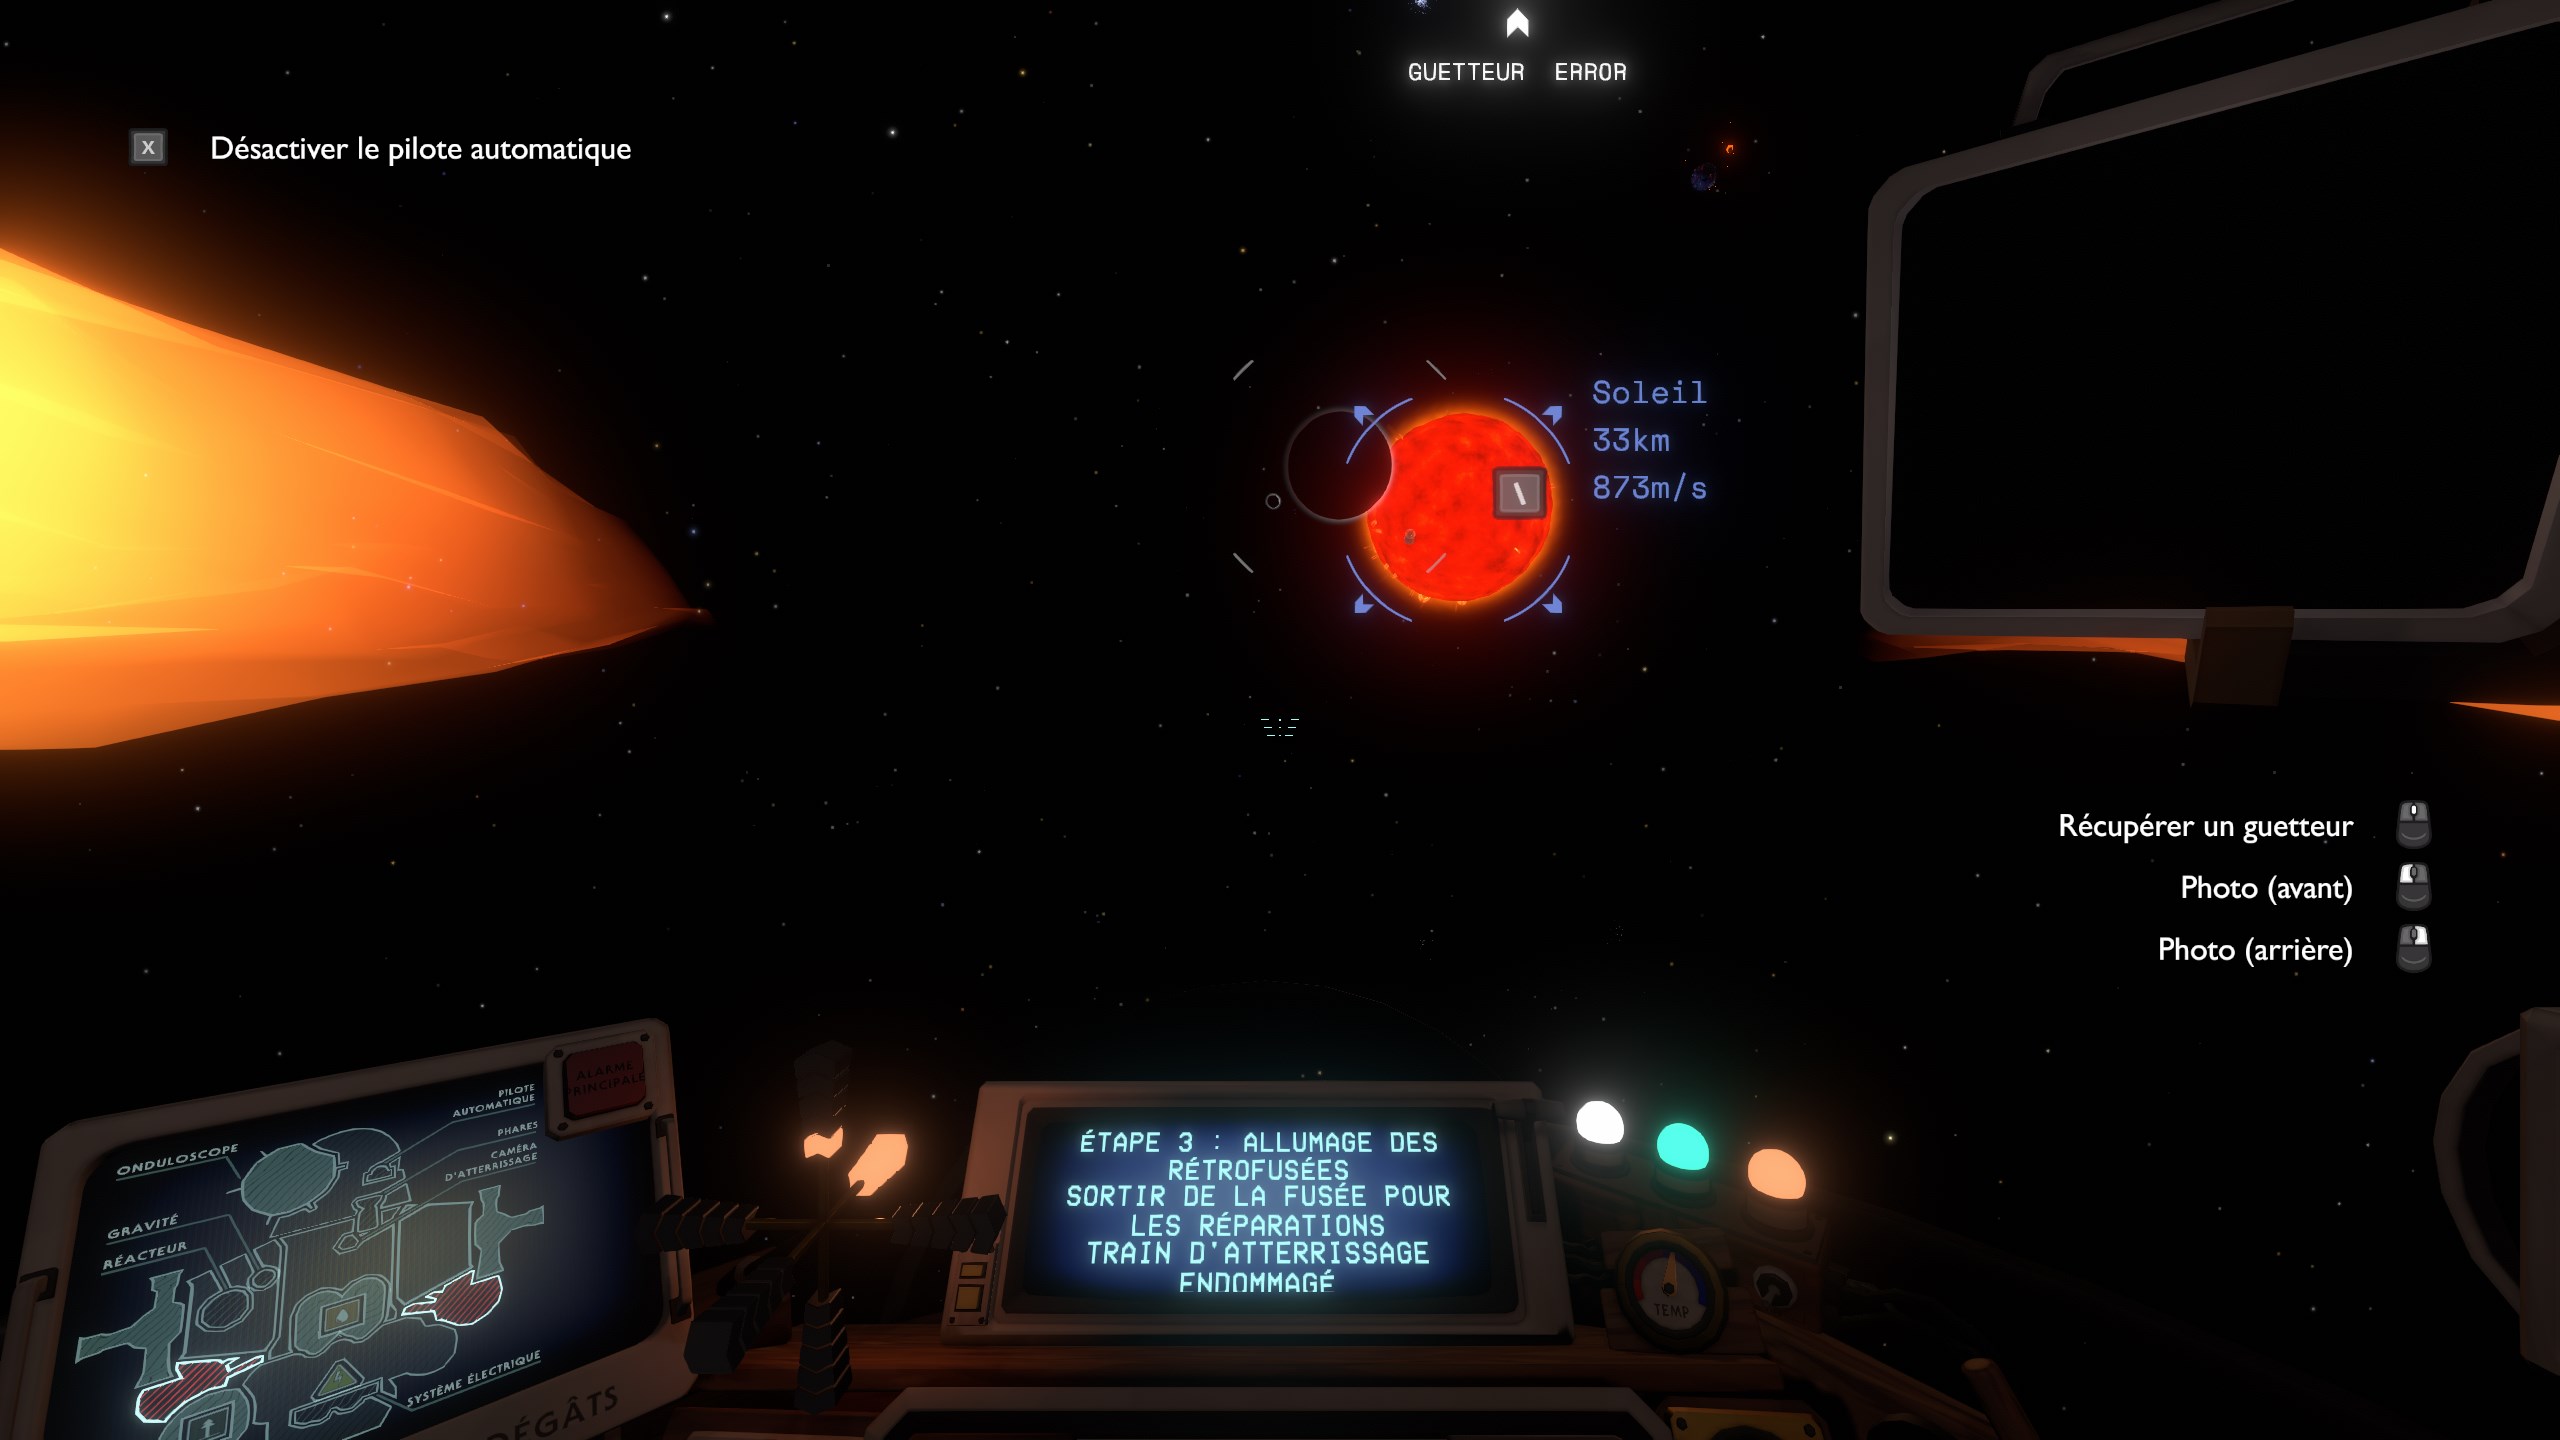 GUETTEUR ERROR
X Désactiver le pilote automatique
Soleil
33km
873m/s
\
Récupérer un guetteur
Photo (avant)
Photo (arrière)
ALARME
PRINCIPALE
PILOTE
AUTOMATIQUE
PHARES
CAMÉRA
D'ATTERRISSAGE
ONDULOSCOPE
GRAVITÉ
RÉACTEUR
SYSTÈME ÉLECTRIQUE
DÉGÂTS
ÉTAPE 3 : ALLUMAGE DES
RÉTROFUSÉES
SORTIR DE LA FUSÉE POUR
LES RÉPARATIONS
TRAIN D'ATTERRISSAGE
ENDOMMAGÉ
TEMP